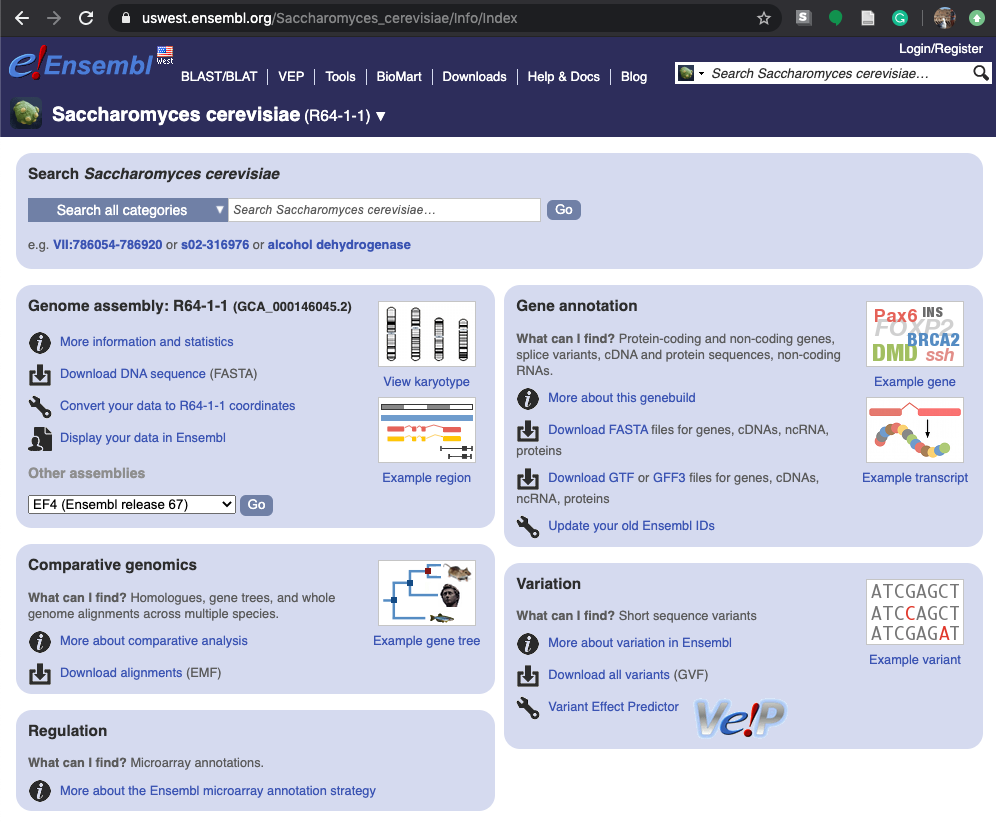 uswest.ensembl.org/Saccharomyces_cerevisiae/Info/Index
S
G
Login/Register
e!Ensembl
West
BLAST/BLAT
VEP
Tools
BioMart
Downloads
Help & Docs
Blog
Search Saccharomyces cerevisiae…
Saccharomyces cerevisiae (R64-1-1) ▼
Search Saccharomyces cerevisiae
Search all categories ▼
Search Saccharomyces cerevisiae…
Go
e.g. VII:786054-786920 or s02-316976 or alcohol dehydrogenase
Genome assembly: R64-1-1 (GCA_000146045.2)
More information and statistics
Download DNA sequence (FASTA)
Convert your data to R64-1-1 coordinates
Display your data in Ensembl
Other assemblies
EF4 (Ensembl release 67)
Go
View karyotype
Example region
Comparative genomics
What can I find? Homologues, gene trees, and whole
genome alignments across multiple species.
More about comparative analysis
Download alignments (EMF)
Example gene tree
Regulation
What can I find? Microarray annotations.
More about the Ensembl microarray annotation strategy
Gene annotation
What can I find? Protein-coding and non-coding genes,
splice variants, cDNA and protein sequences, non-coding
RNAs.
More about this genebuild
Download FASTA files for genes, cDNAs, ncRNA,
proteins
Download GTF or GFF3 files for genes, cDNAs,
ncRNA, proteins
Update your old Ensembl IDs
Pax6 INS
FOXP2
BRCA2
DMD ssh
Example gene
Example transcript
Variation
What can I find? Short sequence variants
More about variation in Ensembl
Download all variants (GVF)
Variant Effect Predictor
Ve!P
ATCGAGCT
ATCCAGCT
ATCGAGAT
Example variant